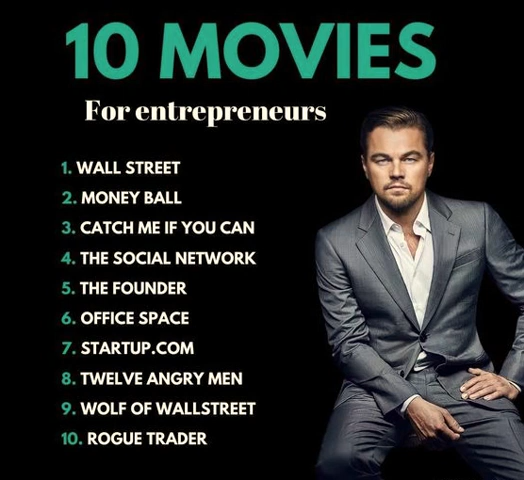 10 MOVIES
For entrepreneurs
1. WALL STREET
2. MONEY BALL
3. CATCH ME IF YOU CAN
4. THE SOCIAL NETWORK
5. THE FOUNDER
6. OFFICE SPACE
7. STARTUP.COM
8. TWELVE ANGRY MEN
9. WOLF OF WALLSTREET
10. ROGUE TRADER